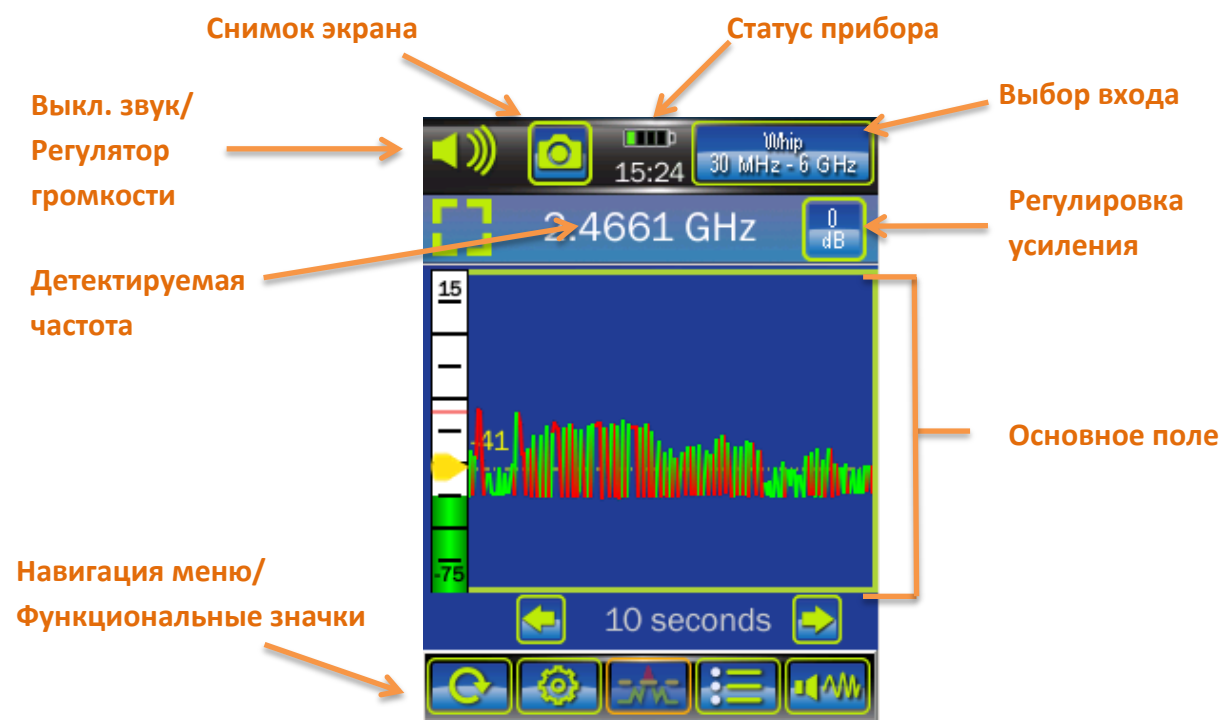 Снимок экрана
Статус прибора
Выкл. звук/
Регулятор
громкости
Выбор входа
15:24
Whip
30 MHz - 6 GHz
2.4661 GHz
0
dB
Регулировка
усиления
Детектируемая
частота
15
-41
-75
Основное поле
Навигация меню/
Функциональные значки
10 seconds